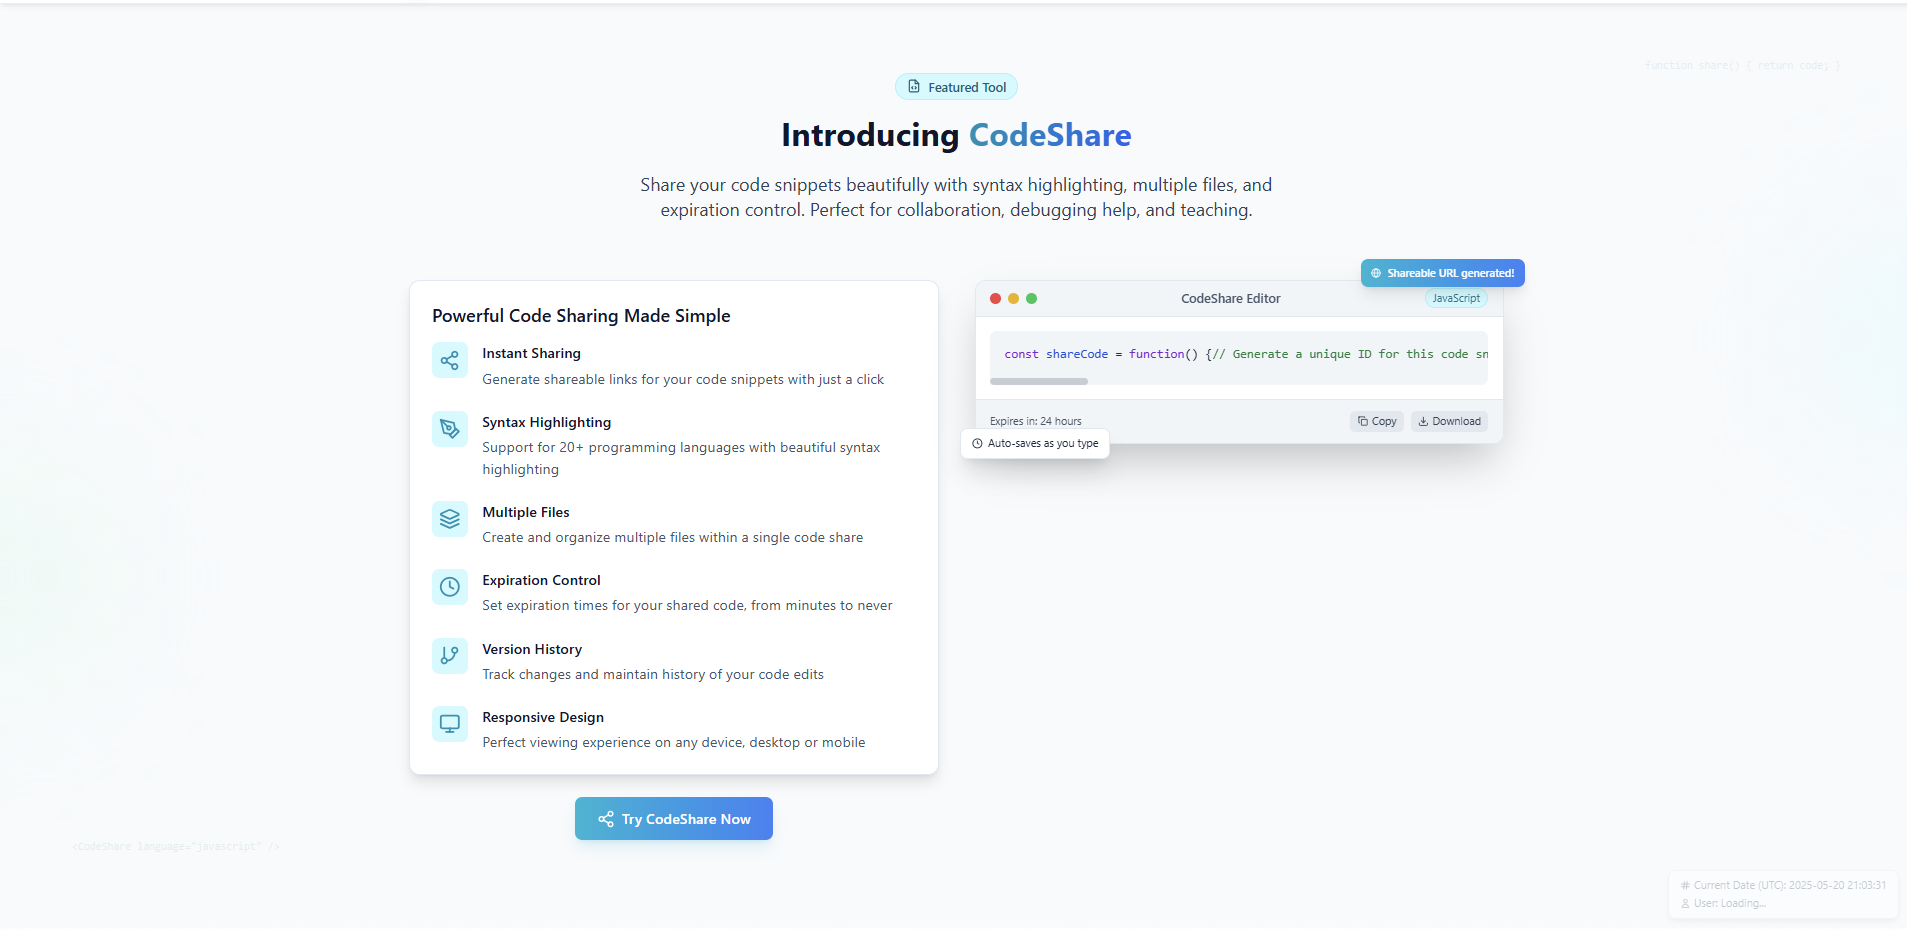 function share() { return code; }
Featured Tool
Introducing CodeShare
Share your code snippets beautifully with syntax highlighting, multiple files, and
expiration control. Perfect for collaboration, debugging help, and teaching.
Powerful Code Sharing Made Simple
Instant Sharing
Generate shareable links for your code snippets with just a click
Syntax Highlighting
Support for 20+ programming languages with beautiful syntax
highlighting
Multiple Files
Create and organize multiple files within a single code share
Expiration Control
Set expiration times for your shared code, from minutes to never
Version History
Track changes and maintain history of your code edits
Responsive Design
Perfect viewing experience on any device, desktop or mobile
Try CodeShare Now
Shareable URL generated!
CodeShare Editor
JavaScript
const shareCode = function() {// Generate a unique ID for this code sn
Expires in: 24 hours
Copy
Download
Auto-saves as you type
<CodeShare language="javascript" />
Current Date (UTC): 2025-05-20 21:03:31
User: Loading...